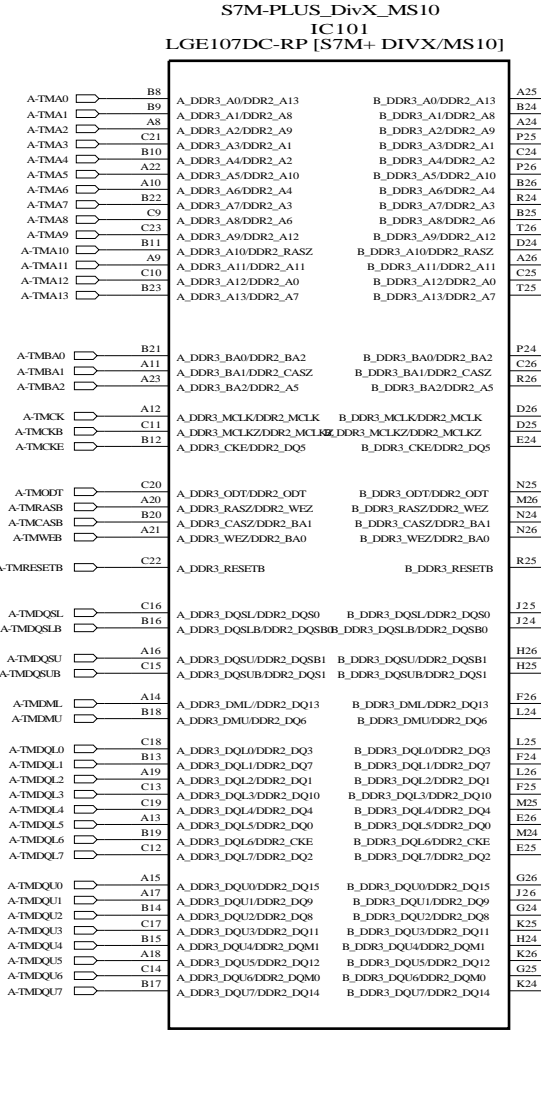 S7M-PLUS_DivX_MS10
IC101
LGE107DC-RP [S7M+ DIVX/MS10]
A-TMA0 B8 A_DDR3_A0/DDR2_A13 B_DDR3_A0/DDR2_A13 A25
A-TMA1 B9 A_DDR3_A1/DDR2_A8 B_DDR3_A1/DDR2_A8 B24
A-TMA2 A8 A_DDR3_A2/DDR2_A9 B_DDR3_A2/DDR2_A9 A24
A-TMA3 C21 A_DDR3_A3/DDR2_A1 B_DDR3_A3/DDR2_A1 P25
A-TMA4 B10 A_DDR3_A4/DDR2_A2 B_DDR3_A4/DDR2_A2 C24
A-TMA5 A22 A_DDR3_A5/DDR2_A10 B_DDR3_A5/DDR2_A10 P26
A-TMA6 A10 A_DDR3_A6/DDR2_A4 B_DDR3_A6/DDR2_A4 B26
A-TMA7 B22 A_DDR3_A7/DDR2_A3 B_DDR3_A7/DDR2_A3 R24
A-TMA8 C9 A_DDR3_A8/DDR2_A6 B_DDR3_A8/DDR2_A6 B25
A-TMA9 C23 A_DDR3_A9/DDR2_A12 B_DDR3_A9/DDR2_A12 T26
A-TMA10 B11 A_DDR3_A10/DDR2_RASZ B_DDR3_A10/DDR2_RASZ D24
A-TMA11 A9 A_DDR3_A11/DDR2_A11 B_DDR3_A11/DDR2_A11 A26
A-TMA12 C10 A_DDR3_A12/DDR2_A0 B_DDR3_A12/DDR2_A0 C25
A-TMA13 B23 A_DDR3_A13/DDR2_A7 B_DDR3_A13/DDR2_A7 T25
A-TMBA0 B21 A_DDR3_BA0/DDR2_BA2 B_DDR3_BA0/DDR2_BA2 P24
A-TMBA1 A11 A_DDR3_BA1/DDR2_CASZ B_DDR3_BA1/DDR2_CASZ C26
A-TMBA2 A23 A_DDR3_BA2/DDR2_A5 B_DDR3_BA2/DDR2_A5 R26
A-TMCK A12 A_DDR3_MCLK/DDR2_MCLK B_DDR3_MCLK/DDR2_MCLK D26
A-TMCKB C11 A_DDR3_MCLKZ/DDR2_MCLKZ B_DDR3_MCLKZ/DDR2_MCLKZ D25
A-TMCKE B12 A_DDR3_CKE/DDR2_DQ5 B_DDR3_CKE/DDR2_DQ5 E24
A-TMODT C20 A_DDR3_ODT/DDR2_ODT B_DDR3_ODT/DDR2_ODT N25
A-TMRASB A20 A_DDR3_RASZ/DDR2_WEZ B_DDR3_RASZ/DDR2_WEZ M26
A-TMCASB B20 A_DDR3_CASZ/DDR2_BA1 B_DDR3_CASZ/DDR2_BA1 N24
A-TMWEB A21 A_DDR3_WEZ/DDR2_BA0 B_DDR3_WEZ/DDR2_BA0 N26
A-TMRESETB C22 A_DDR3_RESETB B_DDR3_RESETB R25
A-TMDQSL C16 A_DDR3_DQSL/DDR2_DQS0 B_DDR3_DQSL/DDR2_DQS0 J25
A-TMDQSLB B16 A_DDR3_DQSLB/DDR2_DQSB0 B_DDR3_DQSLB/DDR2_DQSB0 J24
A-TMDQSU A16 A_DDR3_DQSU/DDR2_DQSB1 B_DDR3_DQSU/DDR2_DQSB1 H26
A-TMDQSUB C15 A_DDR3_DQSUB/DDR2_DQS1 B_DDR3_DQSUB/DDR2_DQS1 H25
A-TMDML A14 A_DDR3_DML//DDR2_DQ13 B_DDR3_DML/DDR2_DQ13 F26
A-TMDMU B18 A_DDR3_DMU/DDR2_DQ6 B_DDR3_DMU/DDR2_DQ6 L24
A-TMDQL0 C18 A_DDR3_DQL0/DDR2_DQ3 B_DDR3_DQL0/DDR2_DQ3 L25
A-TMDQL1 B13 A_DDR3_DQL1/DDR2_DQ7 B_DDR3_DQL1/DDR2_DQ7 F24
A-TMDQL2 A19 A_DDR3_DQL2/DDR2_DQ1 B_DDR3_DQL2/DDR2_DQ1 L26
A-TMDQL3 C13 A_DDR3_DQL3/DDR2_DQ10 B_DDR3_DQL3/DDR2_DQ10 F25
A-TMDQL4 C19 A_DDR3_DQL4/DDR2_DQ4 B_DDR3_DQL4/DDR2_DQ4 M25
A-TMDQL5 A13 A_DDR3_DQL5/DDR2_DQ0 B_DDR3_DQL5/DDR2_DQ0 E26
A-TMDQL6 B19 A_DDR3_DQL6/DDR2_CKE B_DDR3_DQL6/DDR2_CKE M24
A-TMDQL7 C12 A_DDR3_DQL7/DDR2_DQ2 B_DDR3_DQL7/DDR2_DQ2 E25
A-TMDQU0 A15 A_DDR3_DQU0/DDR2_DQ15 B_DDR3_DQU0/DDR2_DQ15 G26
A-TMDQU1 A17 A_DDR3_DQU1/DDR2_DQ9 B_DDR3_DQU1/DDR2_DQ9 J26
A-TMDQU2 B14 A_DDR3_DQU2/DDR2_DQ8 B_DDR3_DQU2/DDR2_DQ8 G24
A-TMDQU3 C17 A_DDR3_DQU3/DDR2_DQ11 B_DDR3_DQU3/DDR2_DQ11 K25
A-TMDQU4 B15 A_DDR3_DQU4/DDR2_DQM1 B_DDR3_DQU4/DDR2_DQM1 H24
A-TMDQU5 A18 A_DDR3_DQU5/DDR2_DQ12 B_DDR3_DQU5/DDR2_DQ12 K26
A-TMDQU6 C14 A_DDR3_DQU6/DDR2_DQM0 B_DDR3_DQU6/DDR2_DQM0 G25
A-TMDQU7 B17 A_DDR3_DQU7/DDR2_DQ14 B_DDR3_DQU7/DDR2_DQ14 K24